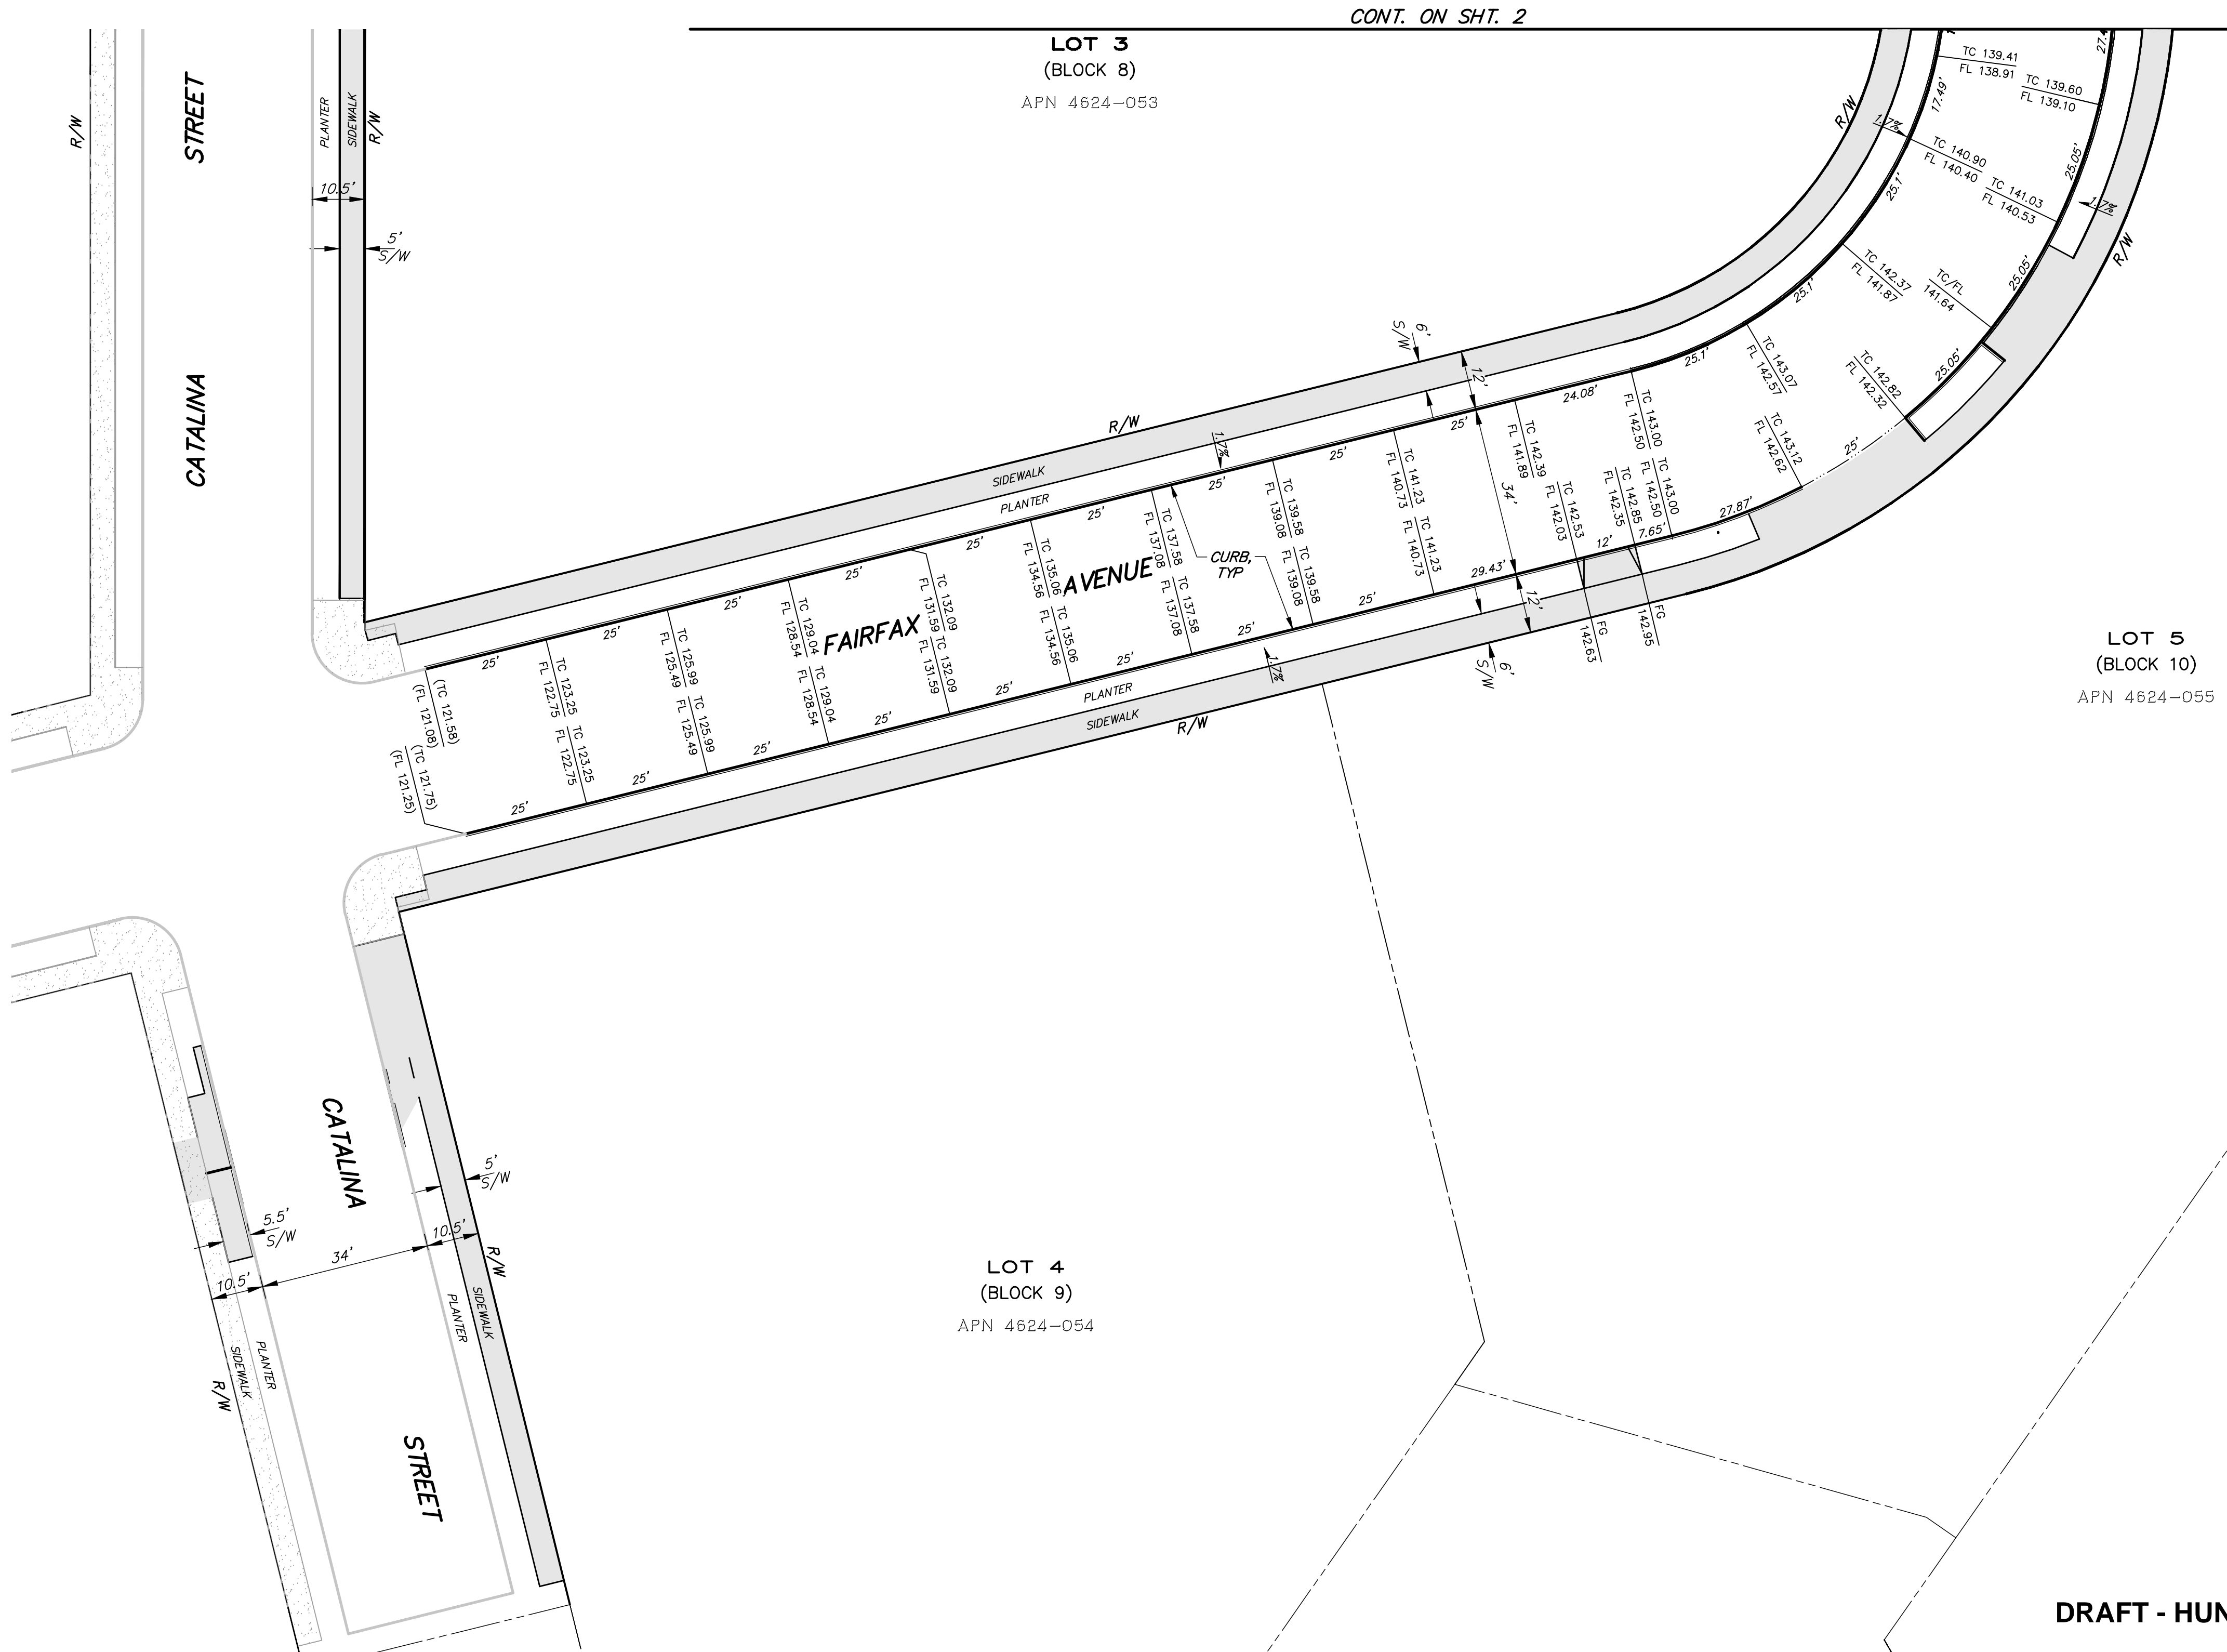 CONT. ON SHT. 2
LOT 3
(BLOCK 8)
APN 4624-053
R/W
STREET
CATALINA
PLANTER
SIDEWALK
R/W
10.5'
5'
S/W
R/W
TC 139.41
FL 138.91
TC 139.60
FL 139.10
17.49'
1.7%
TC 140.90
FL 140.40
25.05'
TC 141.03
FL 140.53
1.7%
R/W
25.1'
TC 142.37
FL 141.87
TC/FL
141.64
25.05'
25.1'
TC 143.07
FL 142.57
TC 142.82
FL 142.32
25.05'
25.1'
TC 143.12
FL 142.62
25'
6'
S/W
12'
24.08'
TC 143.00
FL 142.50
TC 143.00
FL 142.50
27.87'
R/W
SIDEWALK
PLANTER
1.7%
25'
25'
25'
25'
25'
25'
25'
25'
25'
25'
TC 142.39
FL 141.89
TC 142.53
FL 142.03
TC 142.85
FL 142.35
7.65'
12'
34'
29.43'
12'
TC 141.23
FL 140.73
TC 141.23
FL 140.73
TC 139.58
FL 139.08
TC 139.58
FL 139.08
TC 137.58
FL 137.08
TC 137.58
FL 137.08
TC 135.06
FL 134.56
TC 135.06
FL 134.56
TC 132.09
FL 131.59
TC 132.09
FL 131.59
TC 129.04
FL 128.54
TC 129.04
FL 128.54
TC 125.99
FL 125.49
TC 125.99
FL 125.49
TC 123.25
FL 122.75
TC 123.25
FL 122.75
(TC 121.58)
(FL 121.08)
(TC 121.75)
(FL 121.25)
FAIRFAX
AVENUE
CURB,
TYP
25'
25'
25'
25'
25'
25'
25'
25'
PLANTER
SIDEWALK
R/W
1.7%
6'
S/W
FG
142.63
FG
142.95
LOT 5
(BLOCK 10)
APN 4624-055
CATALINA
STREET
5'
S/W
5.5'
S/W
34'
10.5'
10.5'
R/W
PLANTER
SIDEWALK
PLANTER
SIDEWALK
R/W
LOT 4
(BLOCK 9)
APN 4624-054
DRAFT - HUN